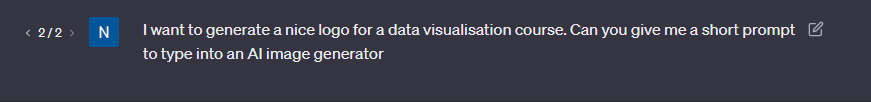 < 2/2 > N I want to generate a nice logo for a data visualisation course. Can you give me a short prompt
to type into an AI image generator